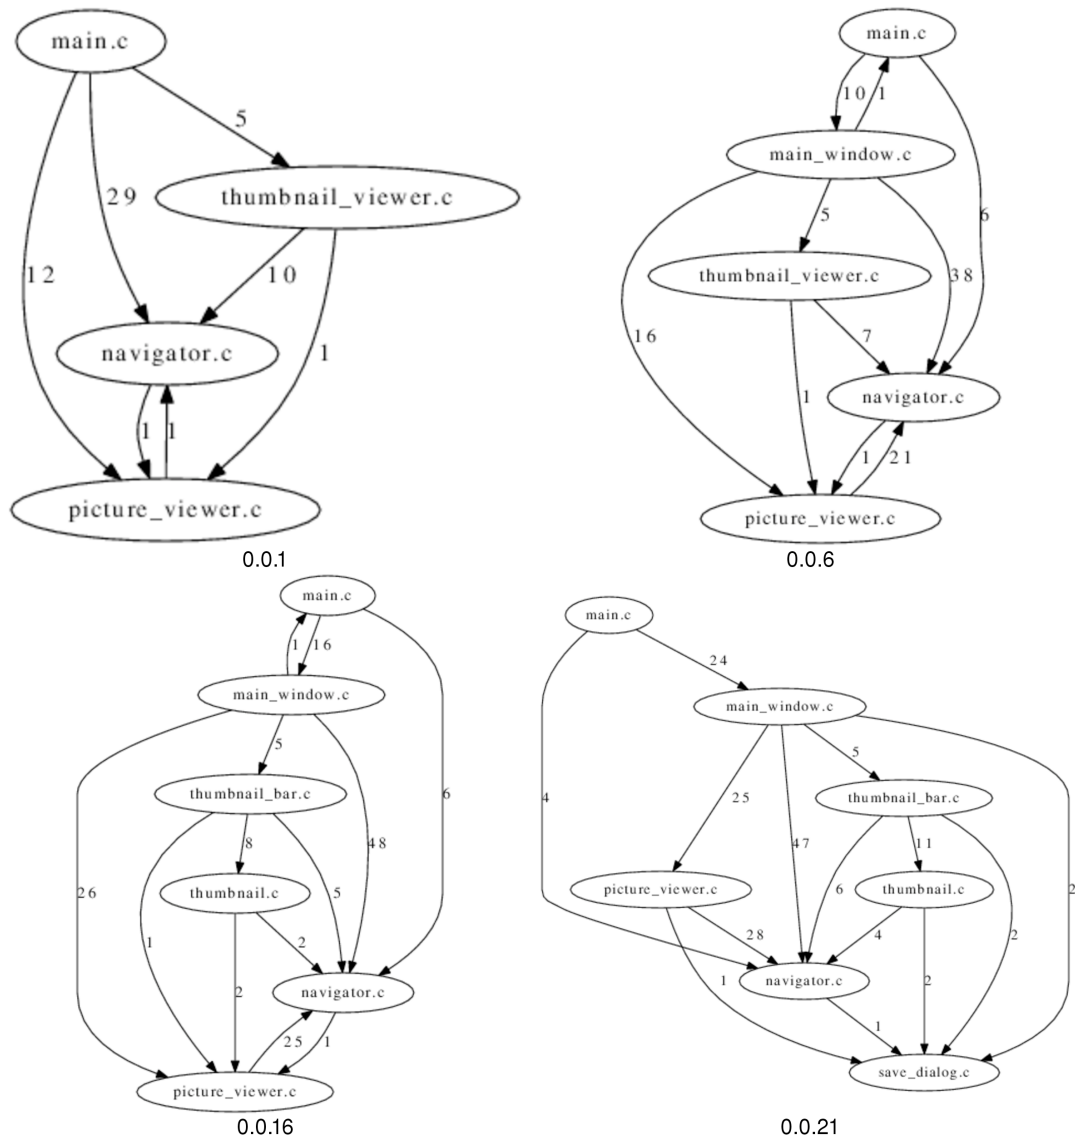 main.c
5
thumbnail_viewer.c
29
12
10
navigator.c
1
1
1
picture_viewer.c
0.0.1
main.c
10
1
main_window.c
5
6
thumbnail_viewer.c
38
16
7
1
navigator.c
1
21
picture_viewer.c
0.0.6
main.c
1
16
main_window.c
5
thumbnail_bar.c
6
8
48
26
thumbnail.c
5
1
2
2
navigator.c
25
1
picture_viewer.c
0.0.16
main.c
24
main_window.c
5
4
25
thumbnail_bar.c
47
11
picture_viewer.c
6
thumbnail.c
2
28
4
2
1
navigator.c
2
1
save_dialog.c
0.0.21